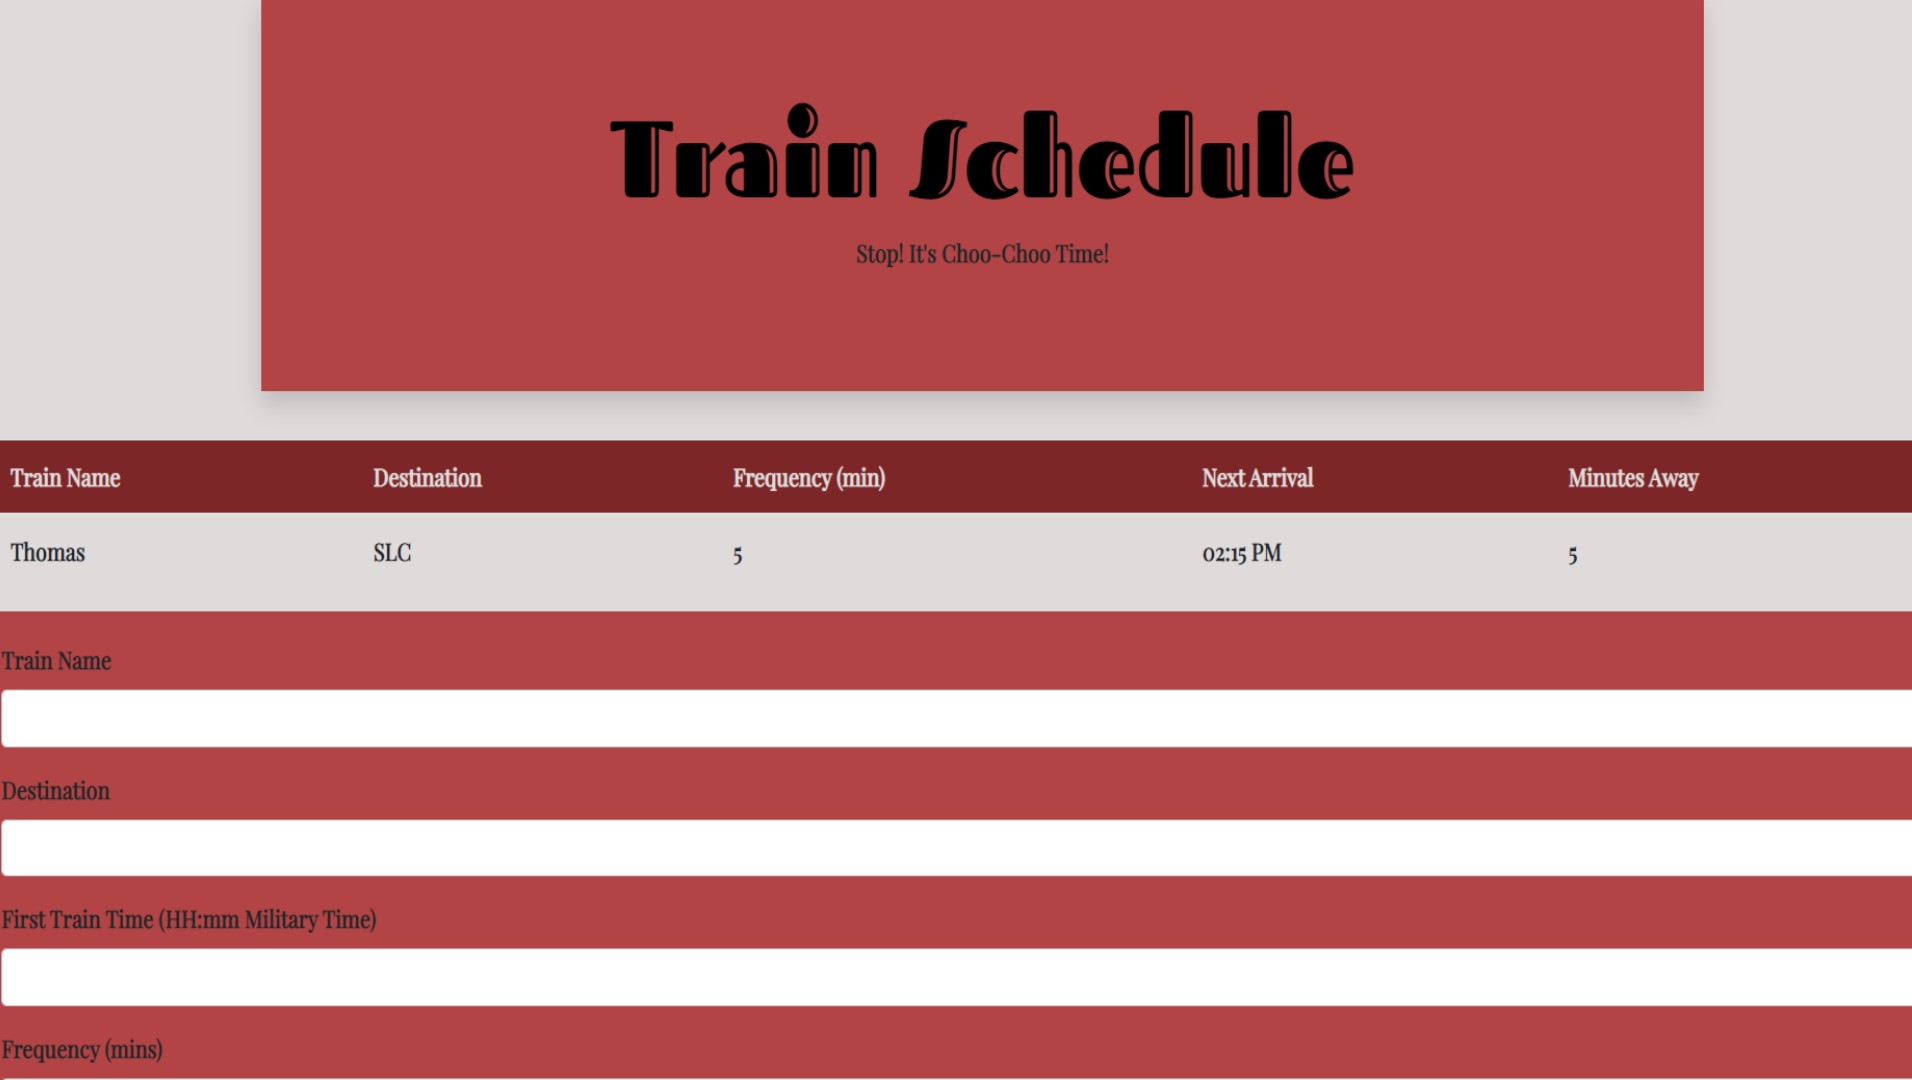 Train Schedule
Stop! It's Choo-Choo Time!
Train Name Destination Frequency (min) Next Arrival Minutes Away
Thomas SLC 5 02:15 PM 5
Train Name
Destination
First Train Time (HH:mm Military Time)
Frequency (mins)